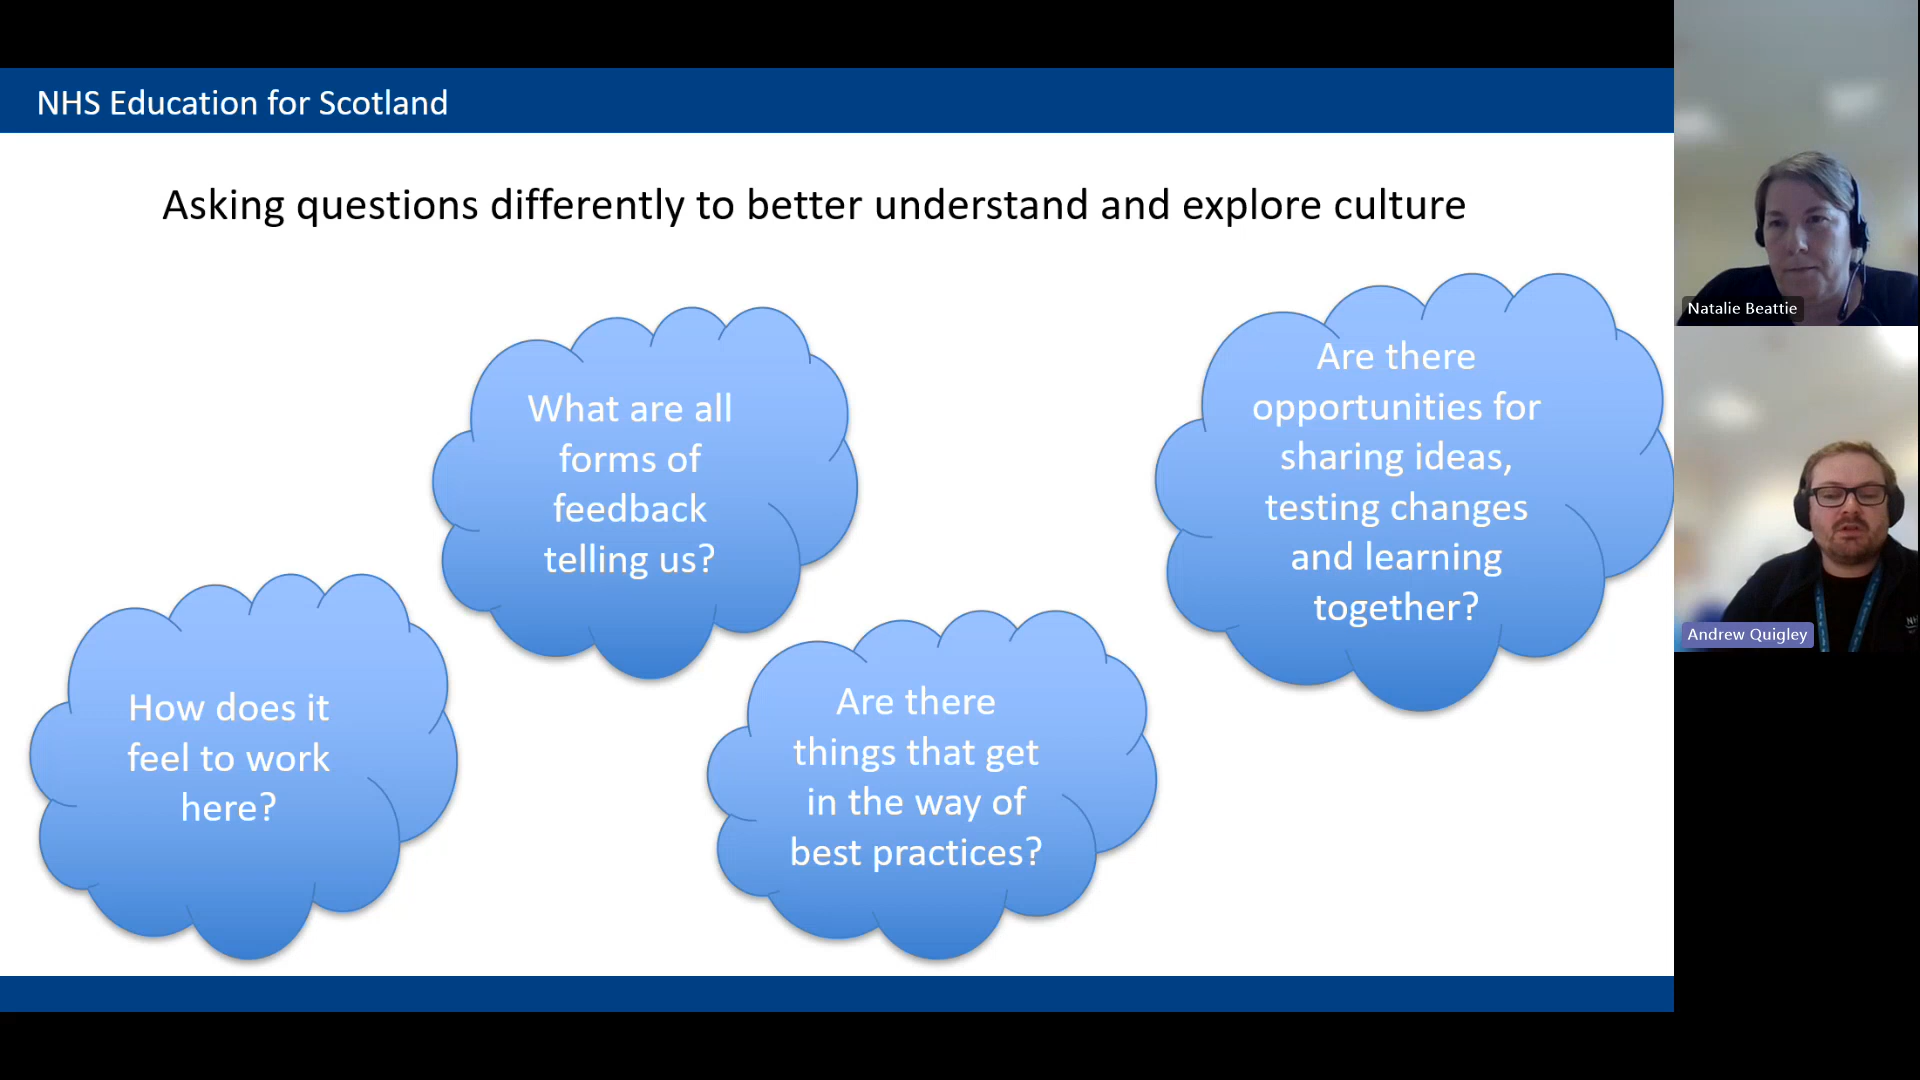 NHS Education for Scotland
Asking questions differently to better understand and explore culture
How does it
feel to work
here?
What are all
forms of
feedback
telling us?
Are there
things that get
in the way of
best practices?
Are there
opportunities for
sharing ideas,
testing changes
and learning
together?
Natalie Beattie
Andrew Quigley